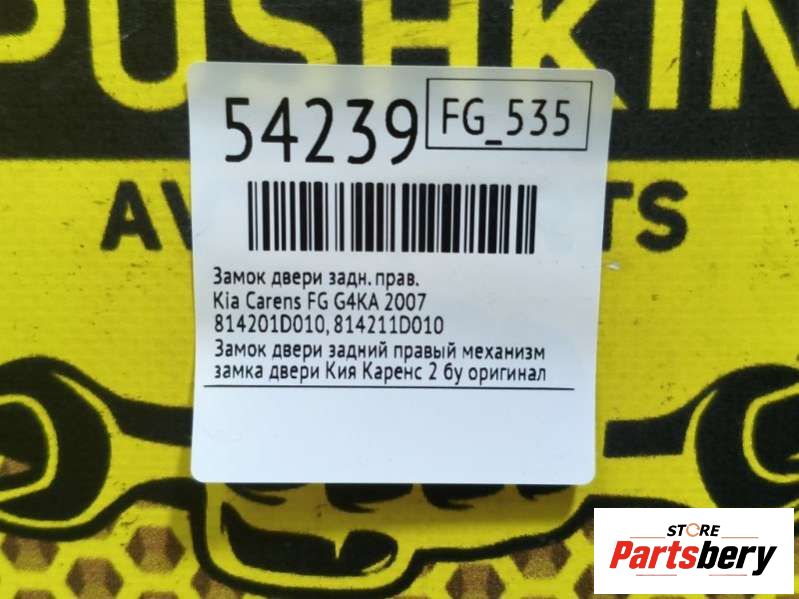 PUSHKIN
54239
FG_535
AV
TS
Замок двери задн. прав.
Kia Carens FG G4KA 2007
814201D010, 814211D010
Замок двери задний правый механизм
замка двери Кия Каренс 2 бу оригинал
STORE
Partsbery